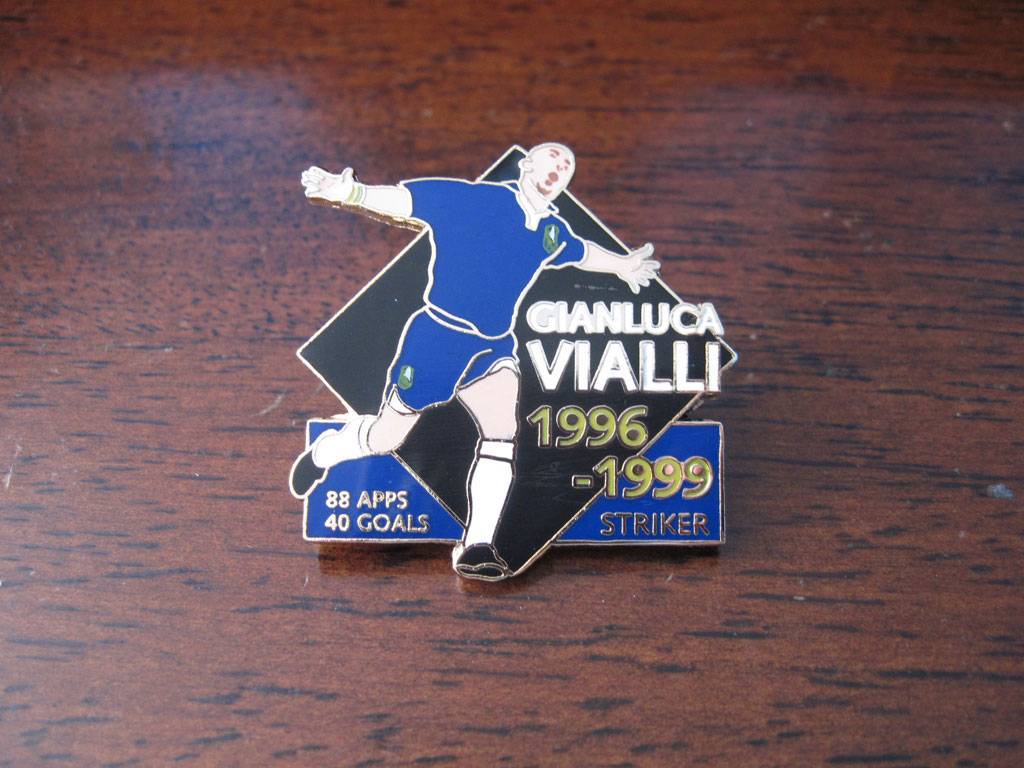 GIANLUCA
VIALLI
1996
-1999
STRIKER
88 APPS
40 GOALS